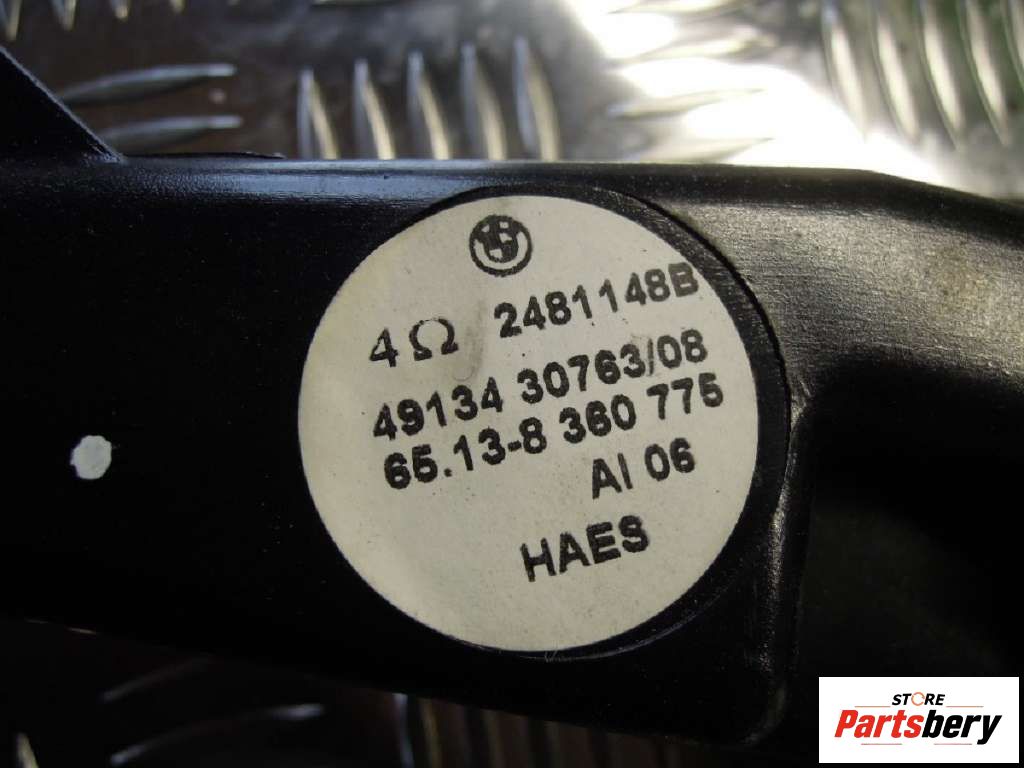 4Ω 2481148B
49134 30763/08
65.13-8 360 775
AI 06
HAES
STORE
Partsbery